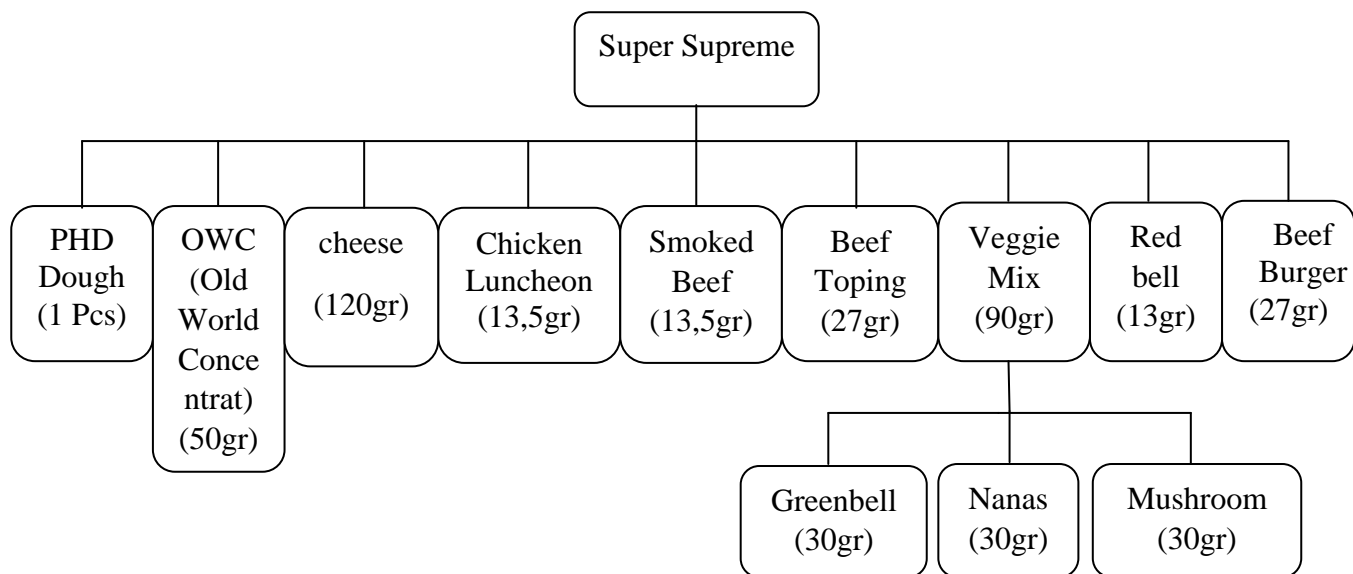 Super Supreme
PHD
Dough
(1 Pcs)
OWC
(Old
World
Conce
ntrat)
(50gr)
cheese
(120gr)
Chicken
Luncheon
(13,5gr)
Smoked
Beef
(13,5gr)
Beef
Toping
(27gr)
Veggie
Mix
(90gr)
Red
bell
(13gr)
Beef
Burger
(27gr)
Greenbell
(30gr)
Nanas
(30gr)
Mushroom
(30gr)